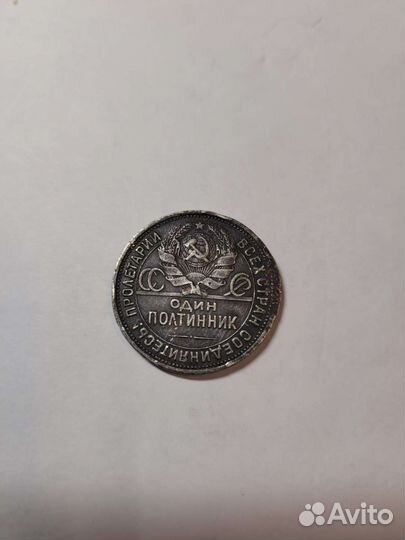 ПРОЛЕТАРИИ ВСЕХ СТРАН, СОЕДИНЯЙТЕСЬ!
СС СР
ОДИН
ПОЛТИННИК
Avito